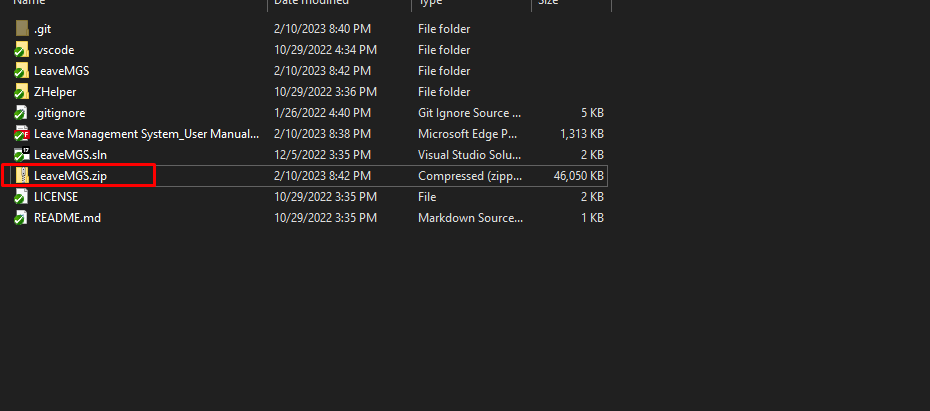 Name Date modified Type Size
.git 2/10/2023 8:40 PM File folder
.vscode 10/29/2022 4:34 PM File folder
LeaveMGS 2/10/2023 8:42 PM File folder
ZHelper 10/29/2022 3:36 PM File folder
.gitignore 1/26/2022 4:40 PM Git Ignore Source ... 5 KB
Leave Management System_User Manual... 2/10/2023 8:38 PM Microsoft Edge P... 1,313 KB
LeaveMGS.sln 12/5/2022 3:35 PM Visual Studio Solu... 2 KB
LeaveMGS.zip 2/10/2023 8:42 PM Compressed (zipp... 46,050 KB
LICENSE 10/29/2022 3:35 PM File 2 KB
README.md 10/29/2022 3:35 PM Markdown Source... 1 KB